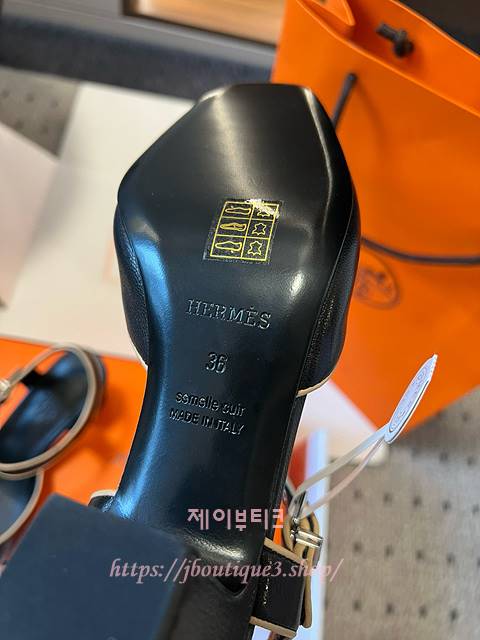 HERMÈS
36
semelle cuir
MADE IN ITALY
제이부티크
https://jboutique3.shop/